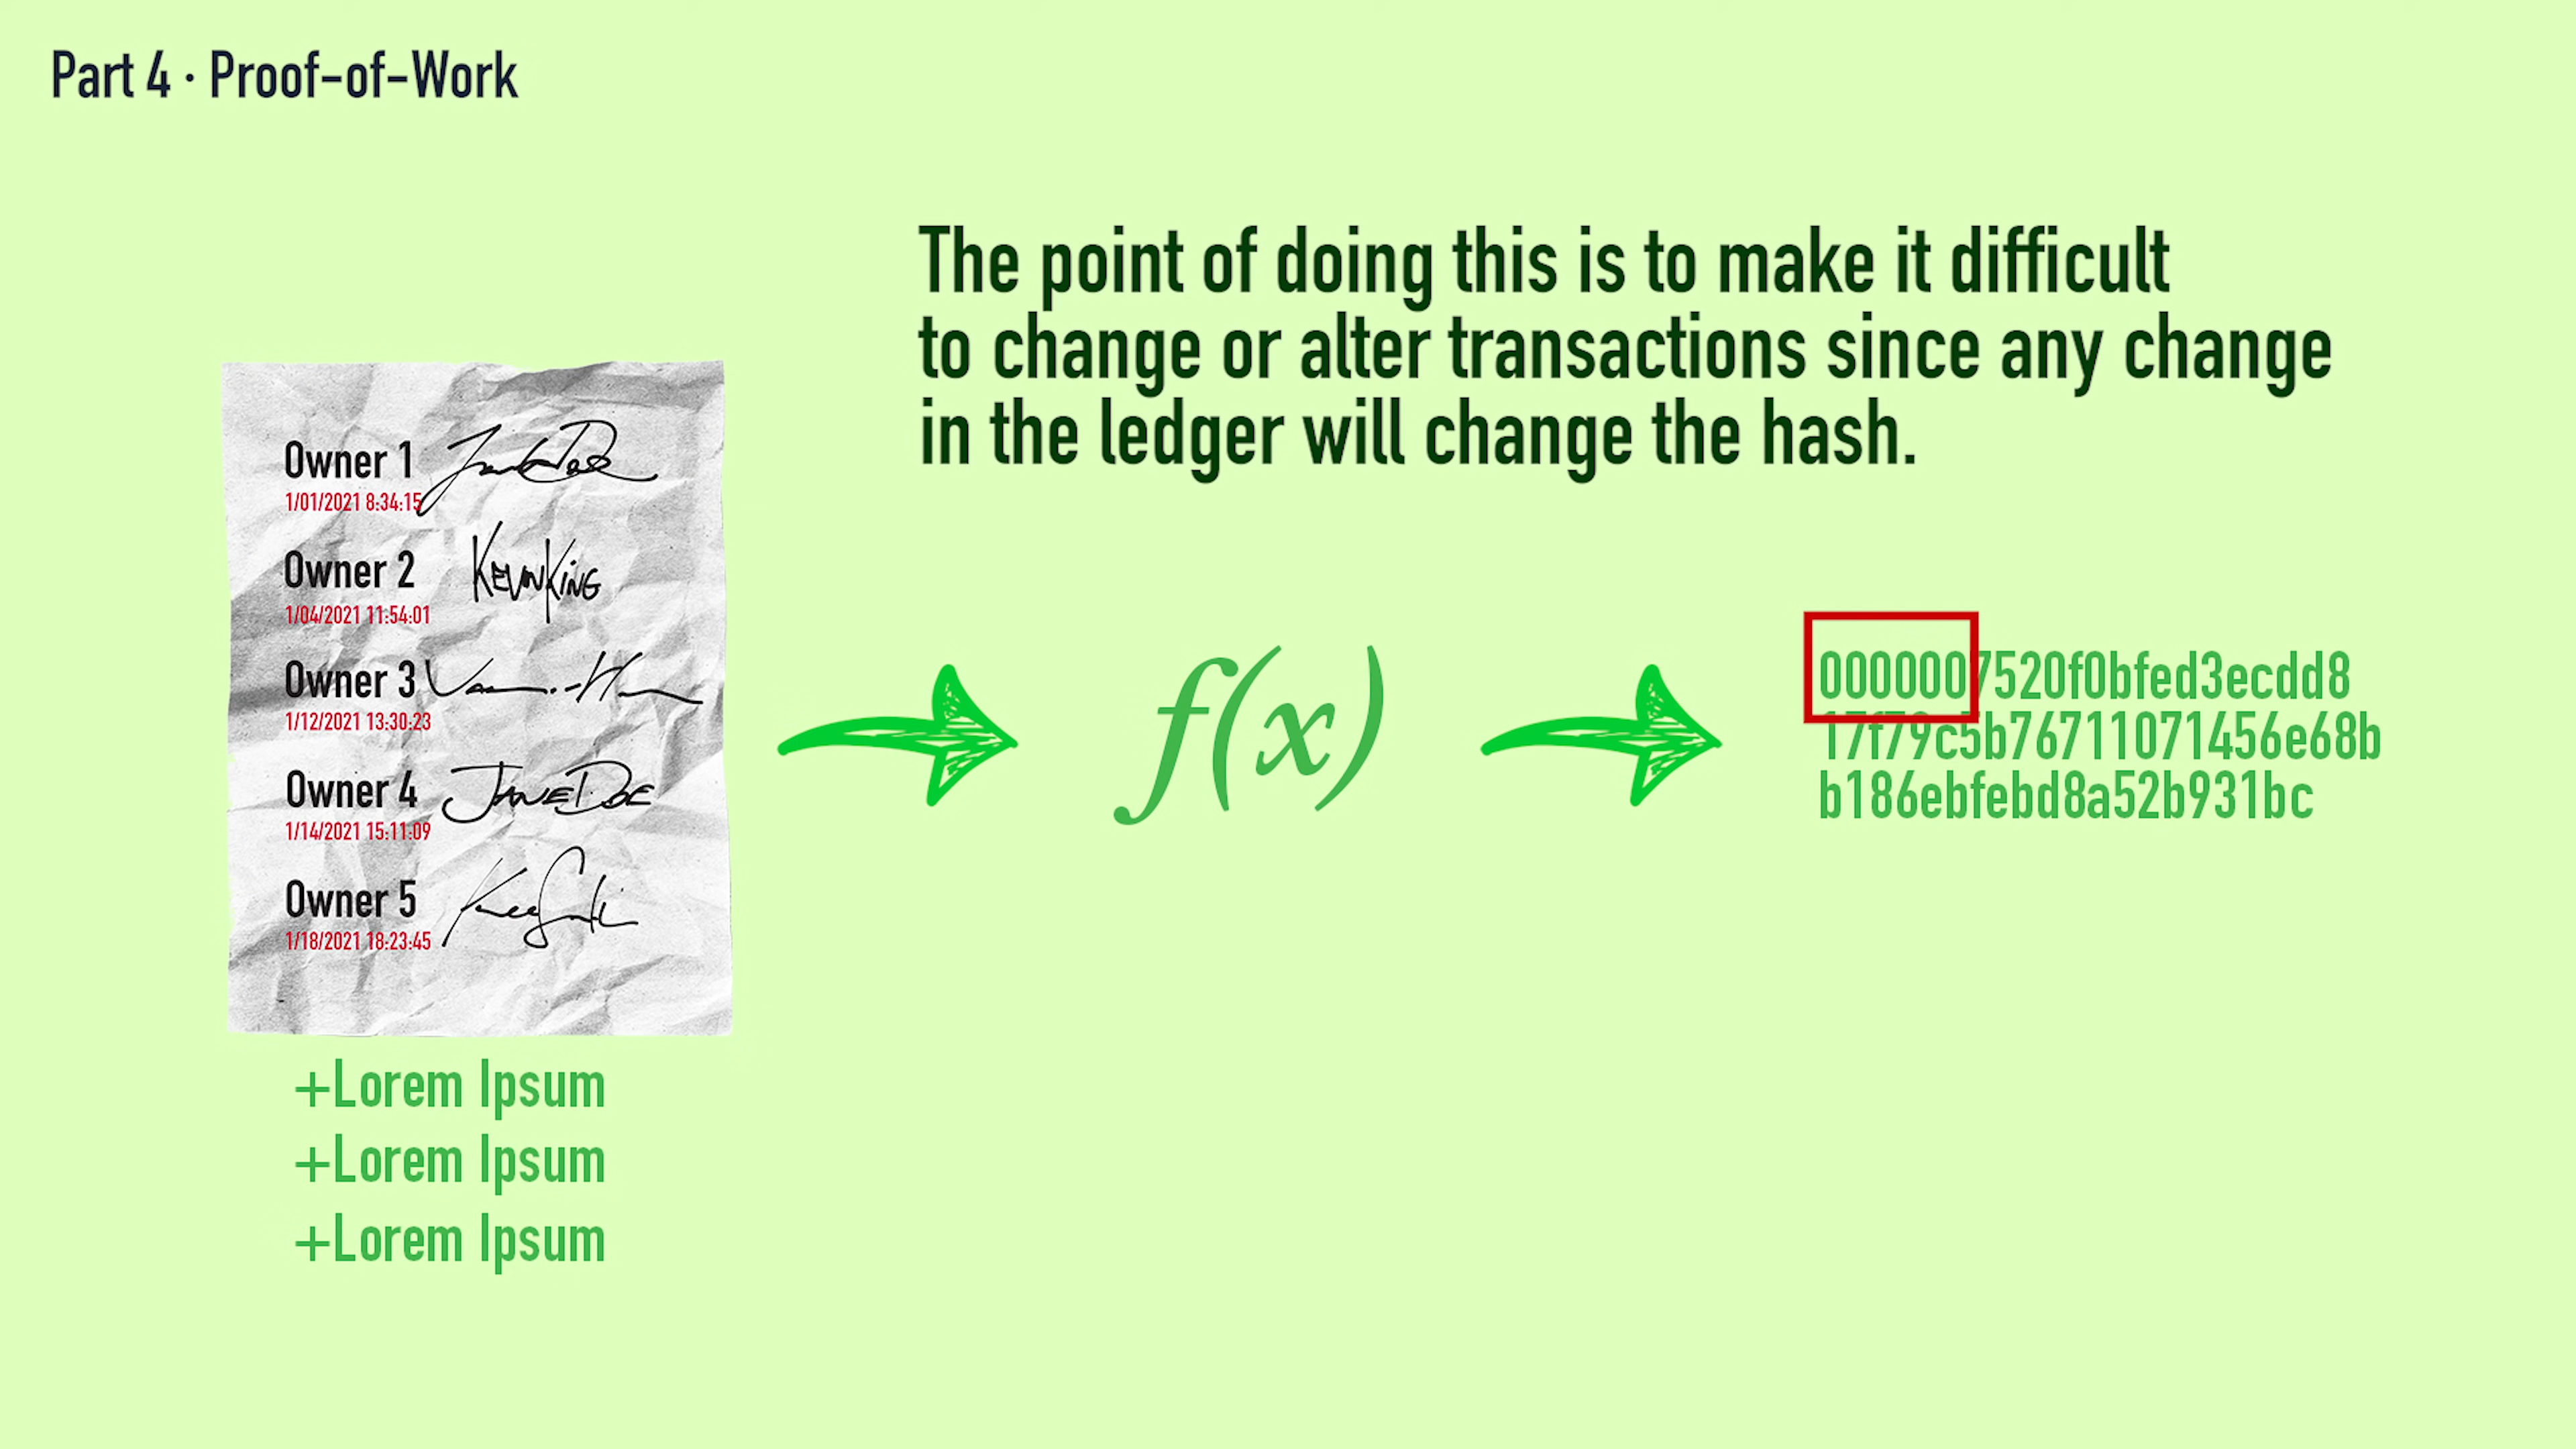 Part 4 · Proof-of-Work
The point of doing this is to make it difficult
to change or alter transactions since any change
in the ledger will change the hash.
Owner 1
1/01/2021 8:34:15
Owner 2 KEVIN KING
1/04/2021 11:54:01
Owner 3
1/12/2021 13:30:23
Owner 4 JANE DOE
1/14/2021 15:11:09
Owner 5
1/18/2021 18:23:45
+Lorem Ipsum
+Lorem Ipsum
+Lorem Ipsum
f(x)
0000007520f0bfed3ecdd8
17f79c5b76711071456e68b
b186ebfebd8a52b931bc